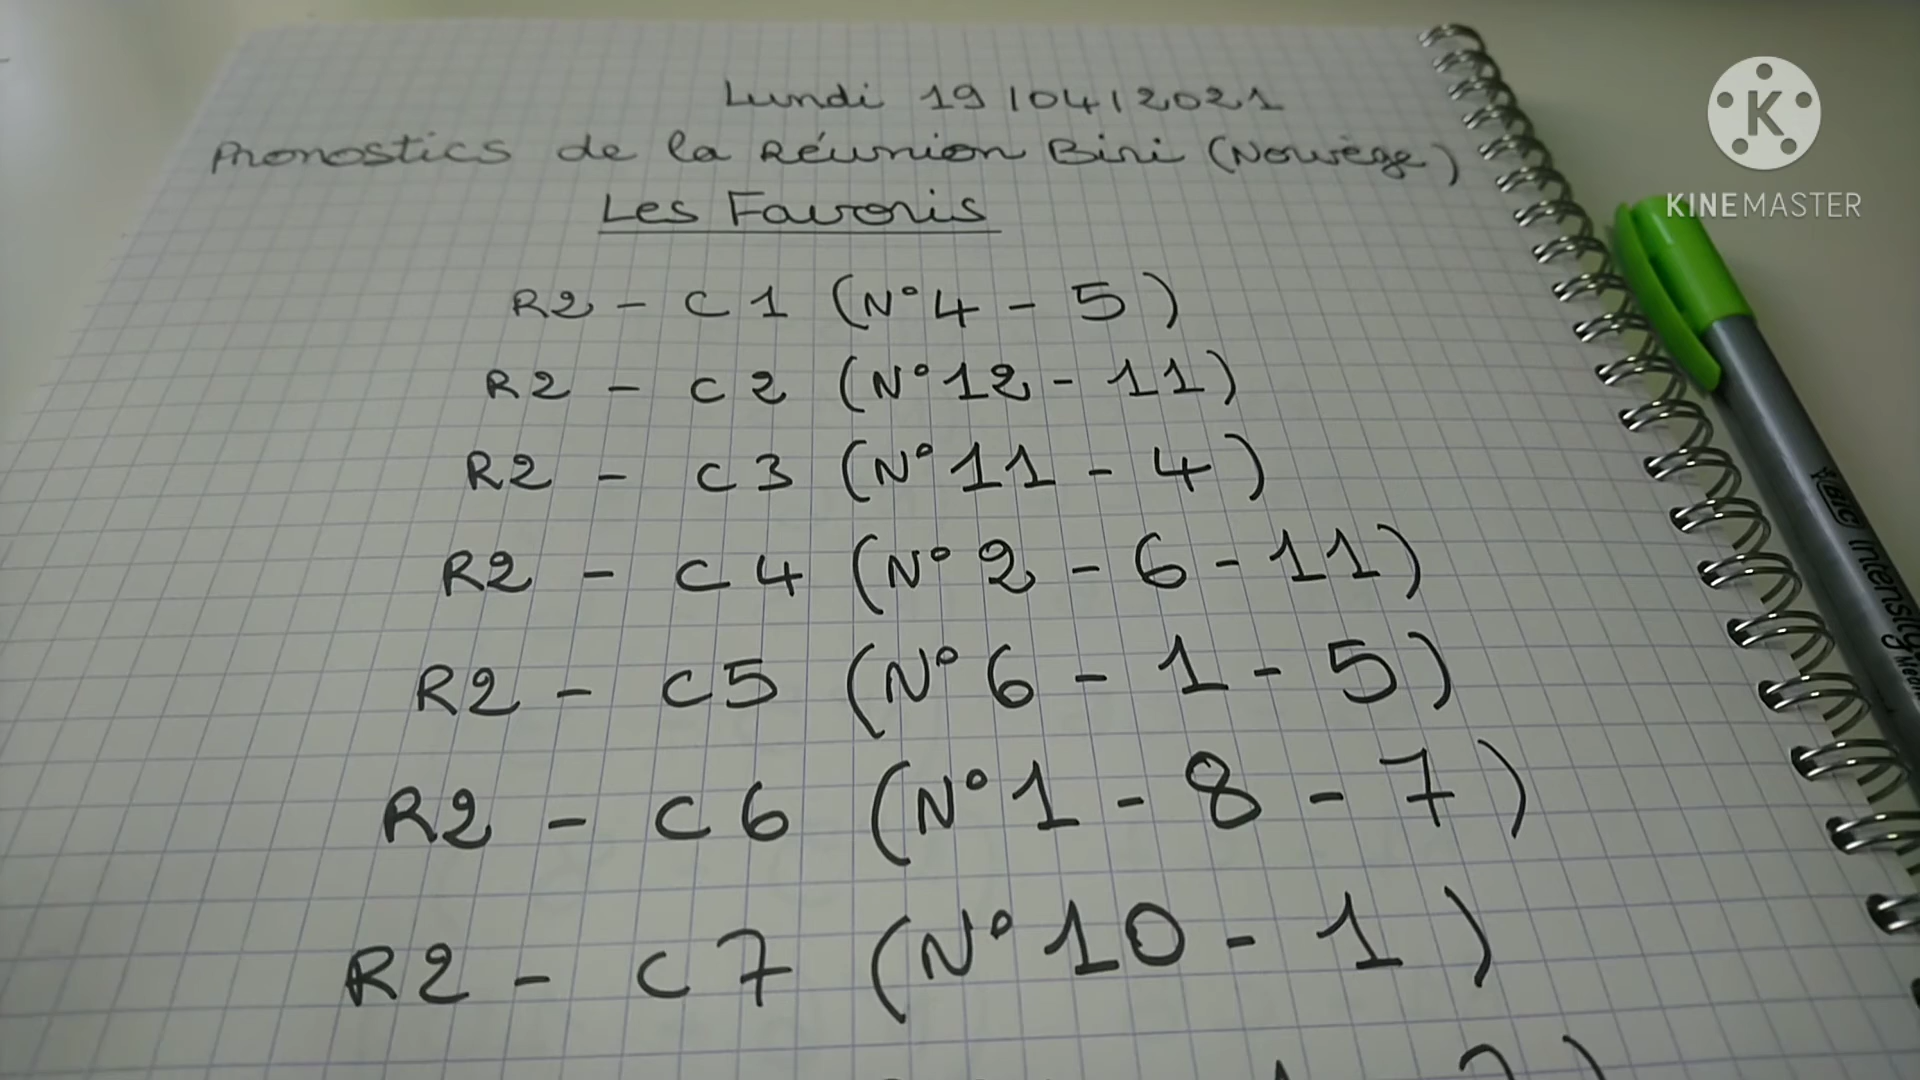 Lundi 19/04/2021
Pronostics de la Réunion Biri (Norvège)
Les Favoris
R2 - C1 (N°4 - 5)
R2 - C2 (N°12 - 11)
R2 - C3 (N°11 - 4)
R2 - C4 (N°2 - 6 - 11)
R2 - C5 (N°6 - 1 - 5)
R2 - C6 (N°1 - 8 - 7)
R2 - C7 (N°10 - 1)
K
KINEMASTER
BIC Intensity